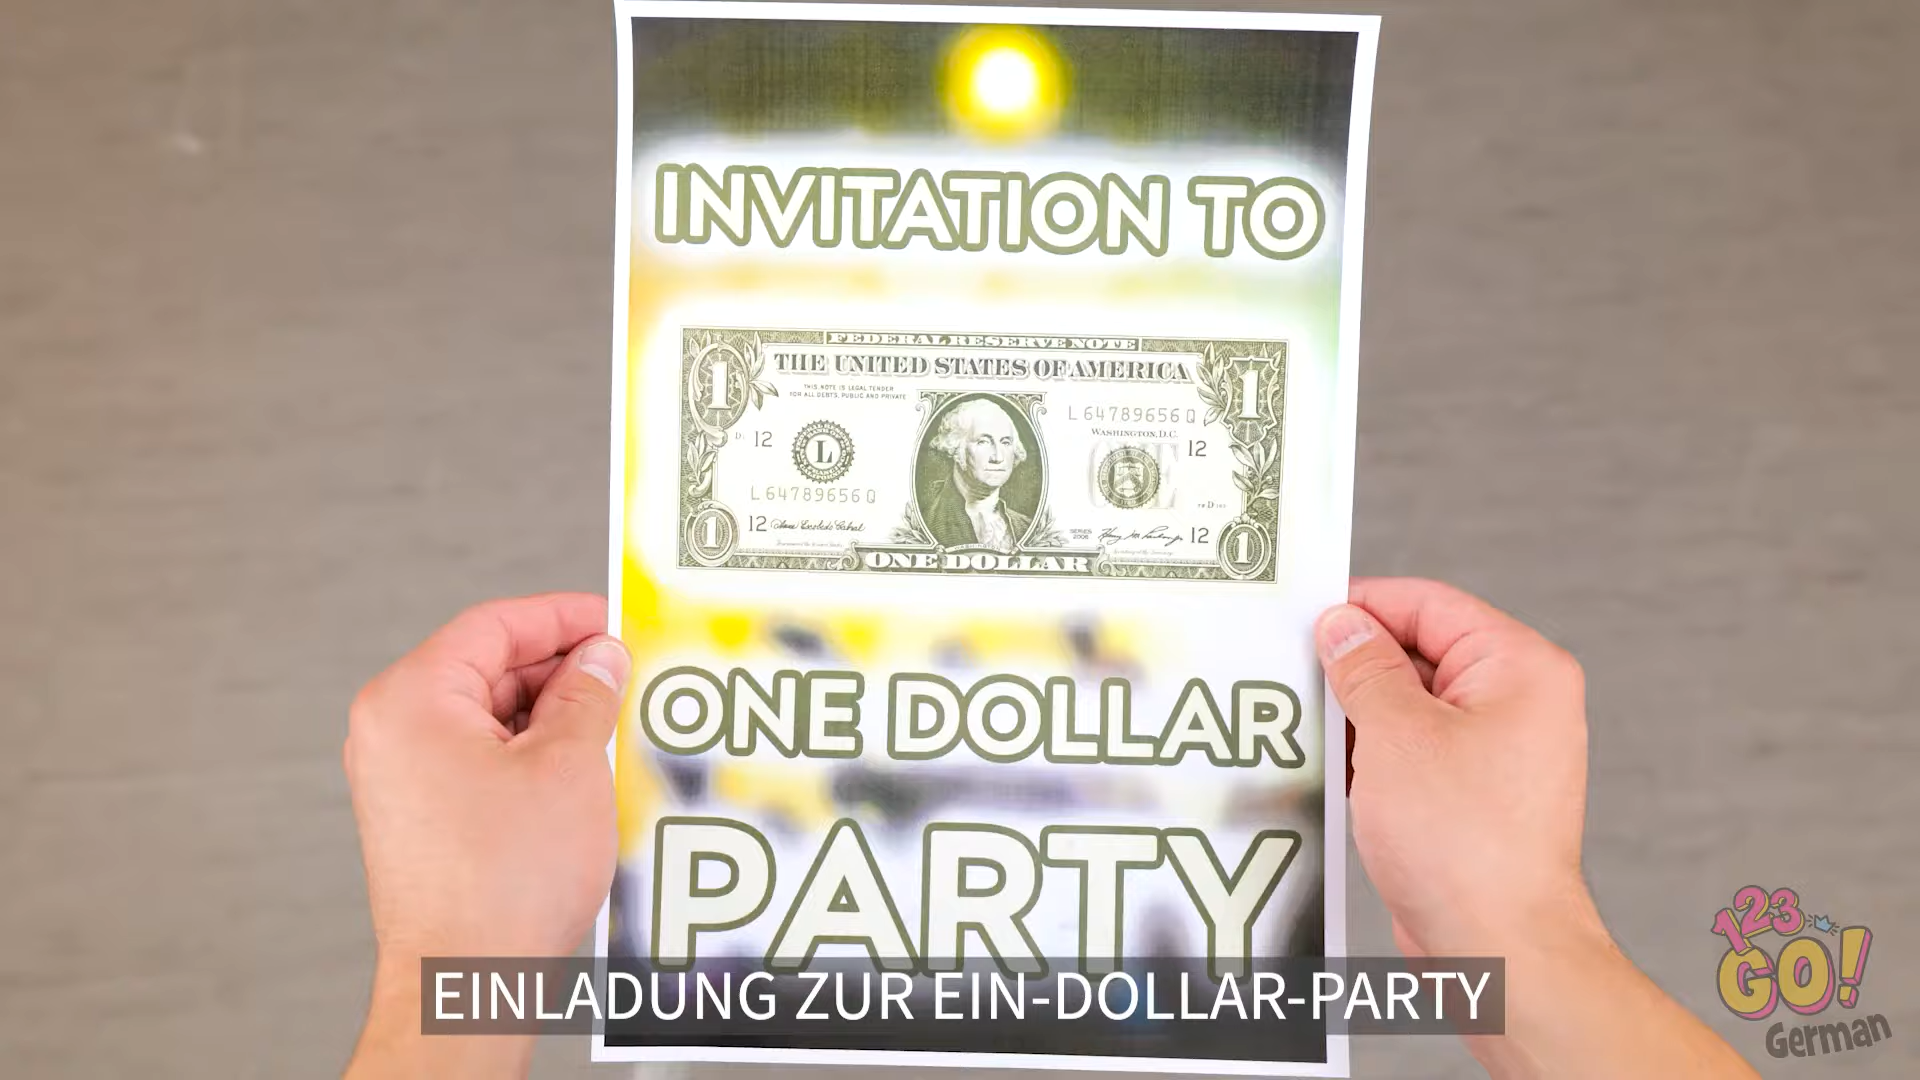 INVITATION TO
FEDERAL RESERVE NOTE
THE UNITED STATES OF AMERICA
THIS NOTE IS LEGAL TENDER
FOR ALL DEBTS, PUBLIC AND PRIVATE
1
1
L 64789656 Q
WASHINGTON, D.C.
12
12
L
L 64789656 Q
12
SERIES
2006
12
1
1
ONE DOLLAR
ONE DOLLAR
PARTY
EINLADUNG ZUR EIN-DOLLAR-PARTY
123
GO!
German